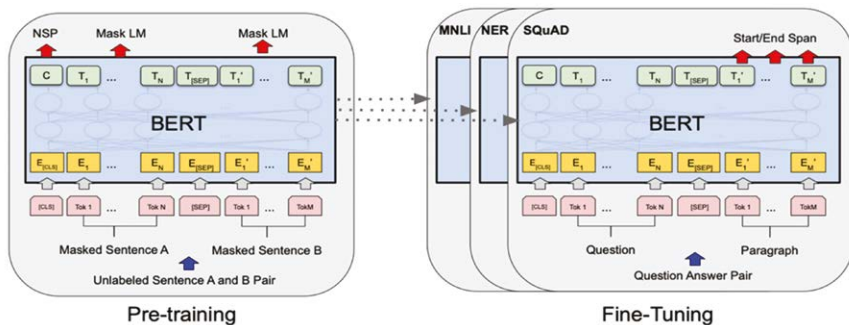 NSP Mask LM Mask LM
C T1 ... TN T[SEP] T1' ... TM'
BERT
E[CLS] E1 ... EN E[SEP] E1' ... EM'
[CLS] Tok 1 ... Tok N [SEP] Tok 1 ... TokM
Masked Sentence A Masked Sentence B
Unlabeled Sentence A and B Pair
Pre-training
MNLI NER SQuAD
Start/End Span
C T1 ... TN T[SEP] T1' ... TM'
BERT
E[CLS] E1 ... EN E[SEP] E1' ... EM'
[CLS] Tok 1 ... Tok N [SEP] Tok 1 ... TokM
Question Paragraph
Question Answer Pair
Fine-Tuning